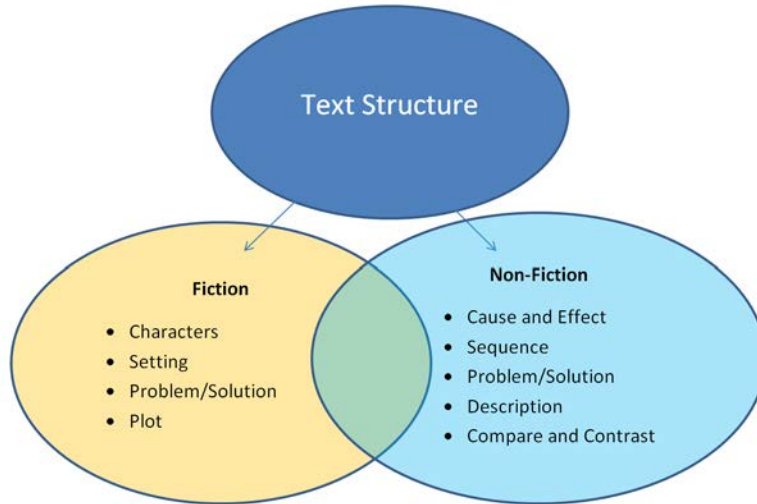 Text Structure
Fiction
• Characters
• Setting
• Problem/Solution
• Plot
Non-Fiction
• Cause and Effect
• Sequence
• Problem/Solution
• Description
• Compare and Contrast